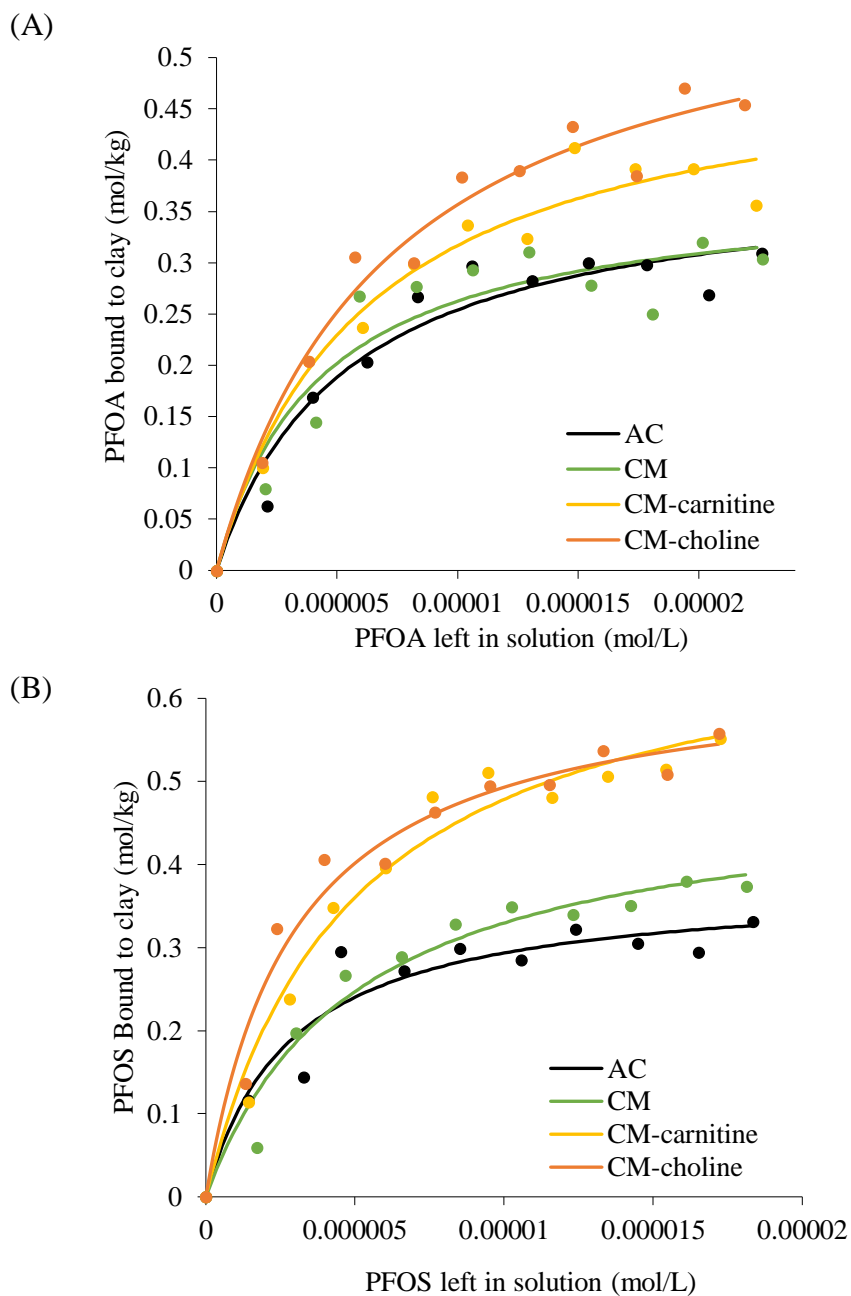 (A)
0.5
0.45
0.4
0.35
0.3
0.25
0.2
0.15
0.1
0.05
0
PFOA bound to clay (mol/kg)
AC
CM
CM-carnitine
CM-choline
0 0.000005 0.00001 0.000015 0.00002
PFOA left in solution (mol/L)
(B)
0.6
0.5
0.4
0.3
0.2
0.1
0
PFOS Bound to clay (mol/kg)
AC
CM
CM-carnitine
CM-choline
0 0.000005 0.00001 0.000015 0.00002
PFOS left in solution (mol/L)